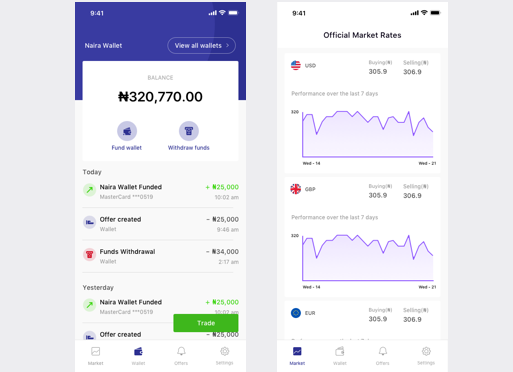 9:41
Naira Wallet
View all wallets
BALANCE
₦320,770.00
Fund wallet
Withdraw funds
Today
Naira Wallet Funded
+ ₦25,000
MasterCard ***0519
10:02 am
Offer created
– ₦25,000
Wallet
9:46 am
Funds Withdrawal
– ₦34,000
Wallet
2:17 am
Yesterday
Naira Wallet Funded
+ ₦25,000
MasterCard ***0519
10:02 am
Trade
Offer created
– ₦25,000
Market
Wallet
Offers
Settings
9:41
Official Market Rates
USD
Buying(₦)
Selling(₦)
305.9
306.9
Performance over the last 7 days
320
Wed - 14
Wed - 21
GBP
Buying(₦)
Selling(₦)
305.9
306.9
Performance over the last 7 days
320
Wed - 14
Wed - 21
EUR
Buying(₦)
Selling(₦)
305.9
306.9
Market
Wallet
Offers
Settings